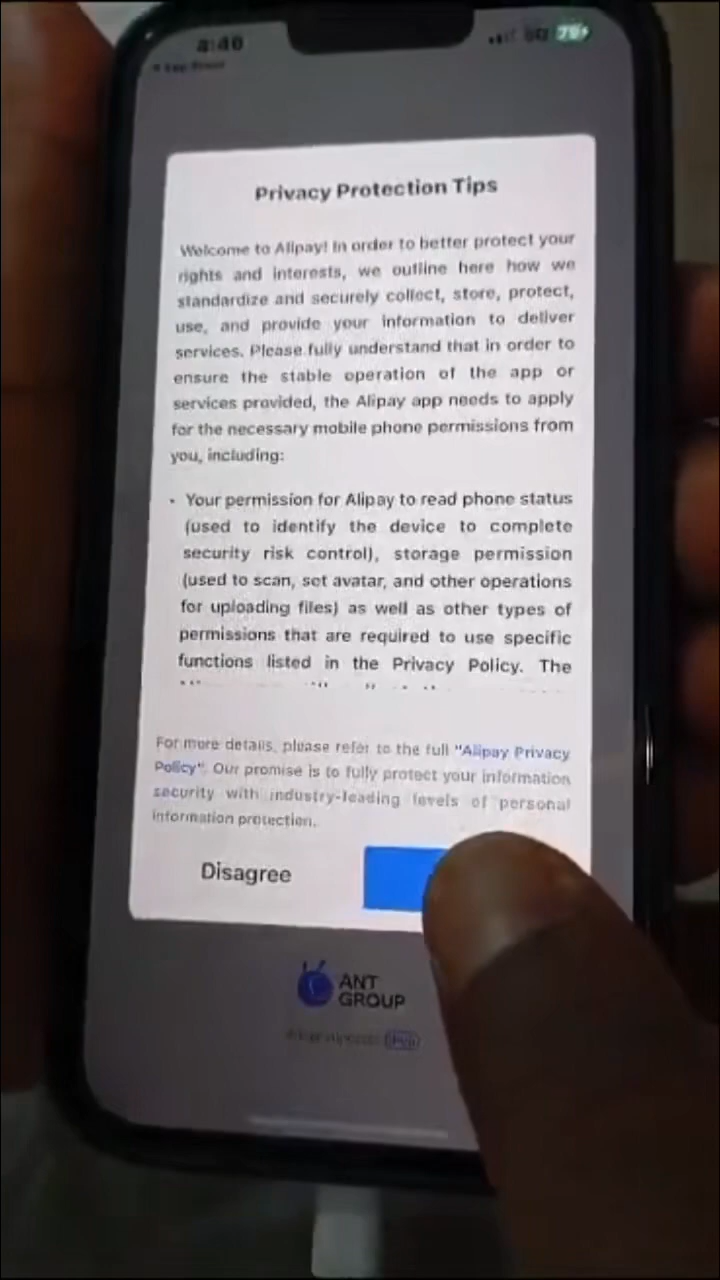 4:40
Privacy Protection Tips
Welcome to Alipay! In order to better protect your
rights and interests, we outline here how we
standardize and securely collect, store, protect,
use, and provide your information to deliver
services. Please fully understand that in order to
ensure the stable operation of the app or
services provided, the Alipay app needs to apply
for the necessary mobile phone permissions from
you, including:
• Your permission for Alipay to read phone status
(used to identify the device to complete
security risk control), storage permission
(used to scan, set avatar, and other operations
for uploading files) as well as other types of
permissions that are required to use specific
functions listed in the Privacy Policy. The
For more details, please refer to the full "Alipay Privacy
Policy". Our promise is to fully protect your information
security with industry-leading levels of personal
information protection.
Disagree
ANT
GROUP